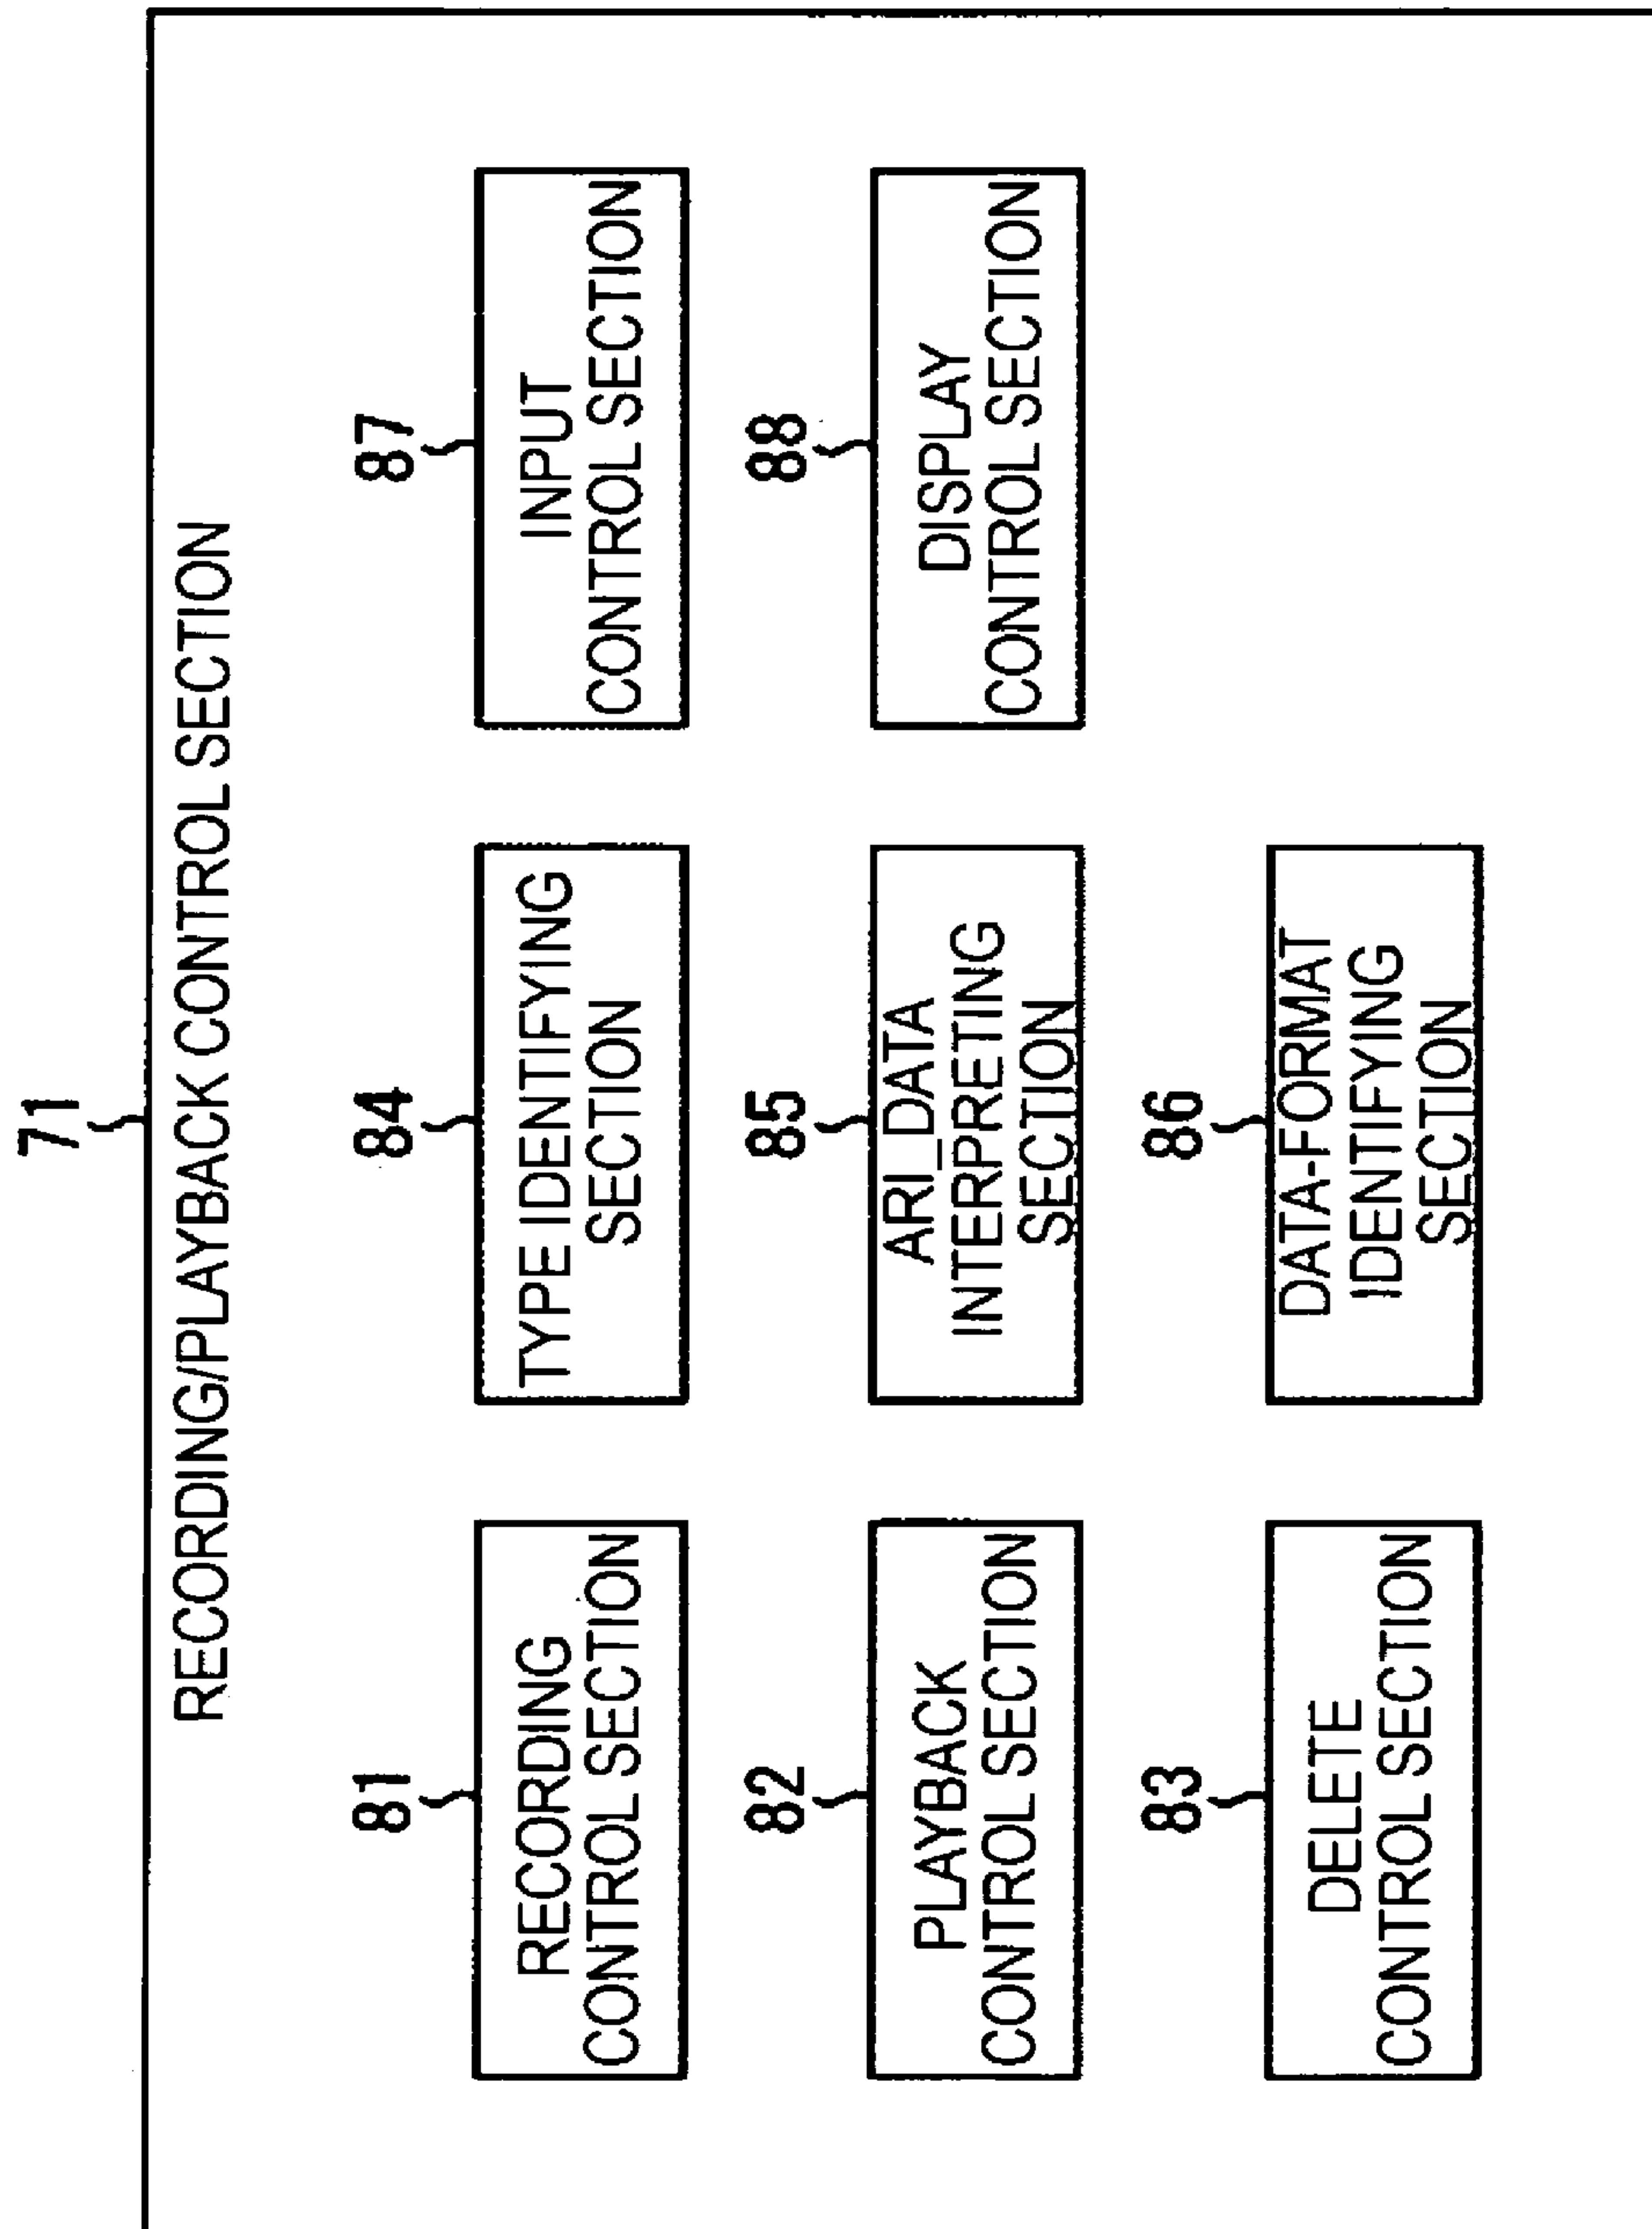 71
RECORDING/PLAYBACK CONTROL SECTION
81
RECORDING
CONTROL SECTION
84
TYPE IDENTIFYING
SECTION
87
INPUT
CONTROL SECTION
82
PLAYBACK
CONTROL SECTION
85
ARI_DATA
INTERPRETING
SECTION
88
DISPLAY
CONTROL SECTION
83
DELETE
CONTROL SECTION
86
DATA-FORMAT
IDENTIFYING
SECTION